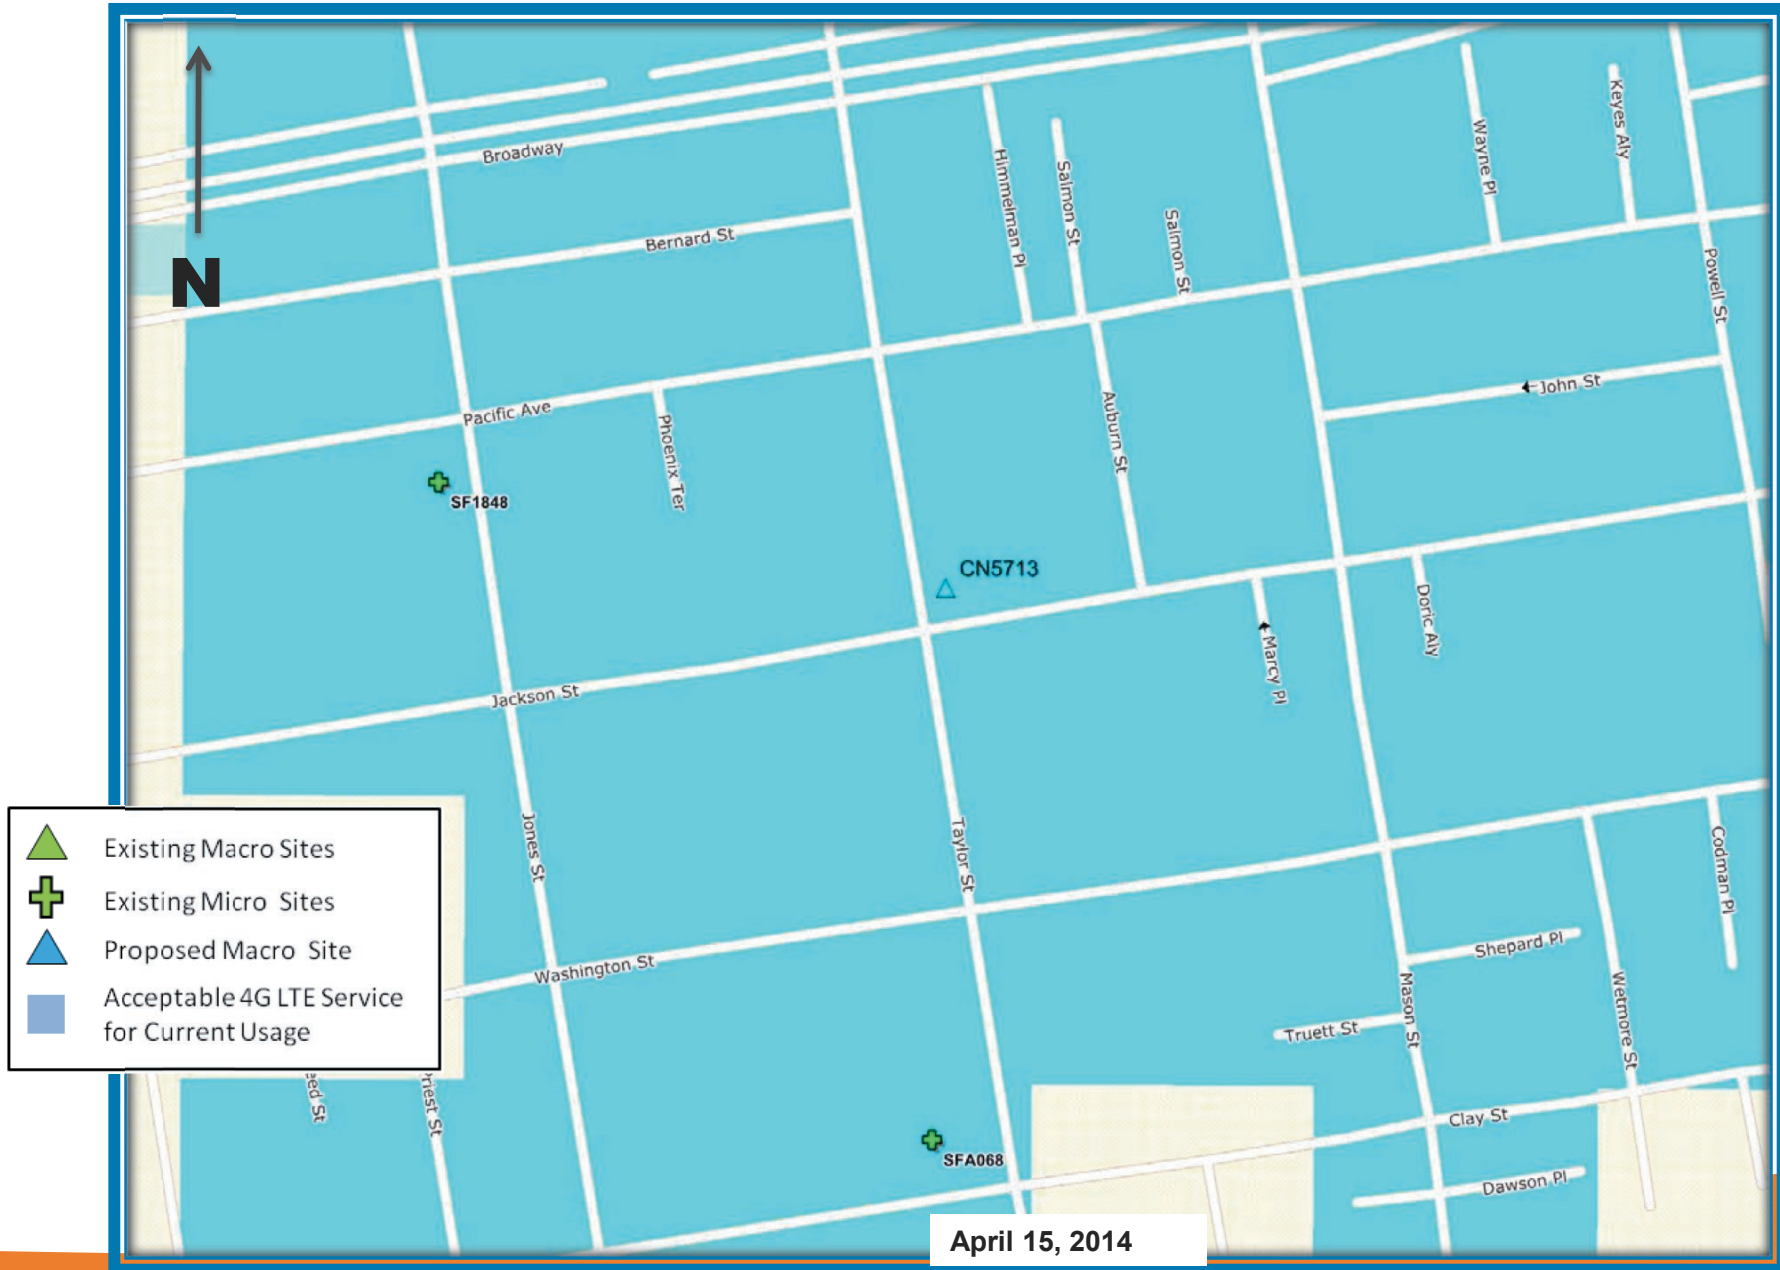 N
Broadway
Bernard St
Himmelman Pl
Salmon St
Salmon St
Wayne Pl
Keyes Aly
Powell St
Pacific Ave
Phoenix Ter
Auburn St
John St
SF1848
CN5713
Doric Aly
Marcy Pl
Jackson St
Jones St
Taylor St
Codman Pl
Washington St
Shepard Pl
Mason St
Wetmore St
Truett St
Clay St
Priest St
SFA068
Dawson Pl
Existing Macro Sites
Existing Micro Sites
Proposed Macro Site
Acceptable 4G LTE Service
for Current Usage
April 15, 2014